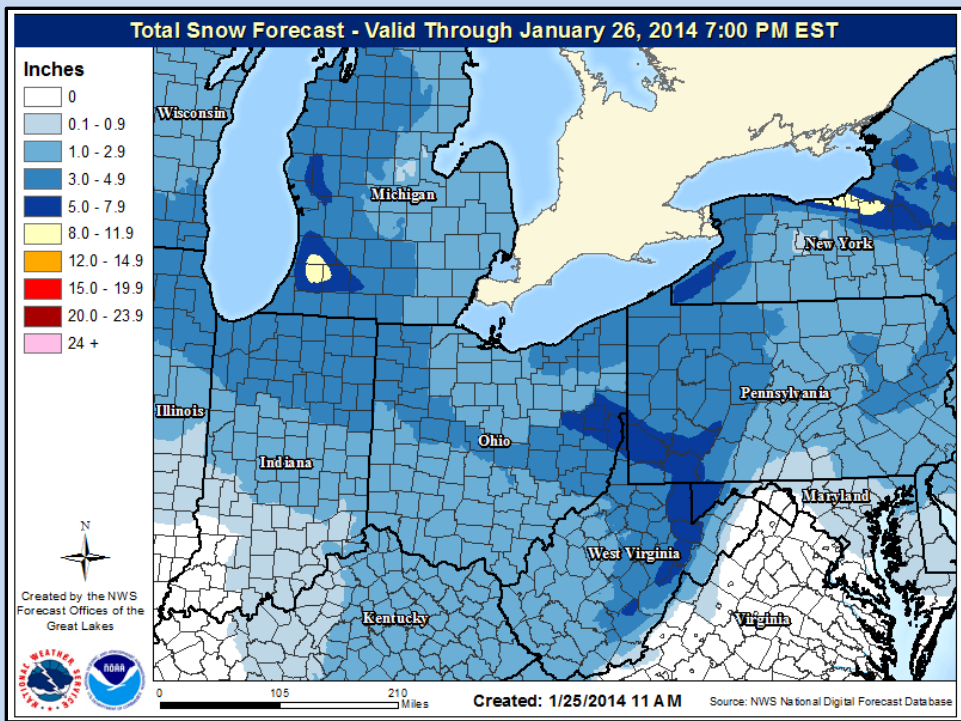 Total Snow Forecast - Valid Through January 26, 2014 7:00 PM EST
Inches
0
0.1 - 0.9
1.0 - 2.9
3.0 - 4.9
5.0 - 7.9
8.0 - 11.9
12.0 - 14.9
15.0 - 19.9
20.0 - 23.9
24 +
Wisconsin
Michigan
New York
Illinois
Indiana
Ohio
Pennsylvania
Maryland
West Virginia
Kentucky
Virginia
N
Created by the NWS
Forecast Offices of the
Great Lakes
NATIONAL WEATHER SERVICE
NOAA
0 105 210
Miles
Created: 1/25/2014 11 AM
Source: NWS National Digital Forecast Database